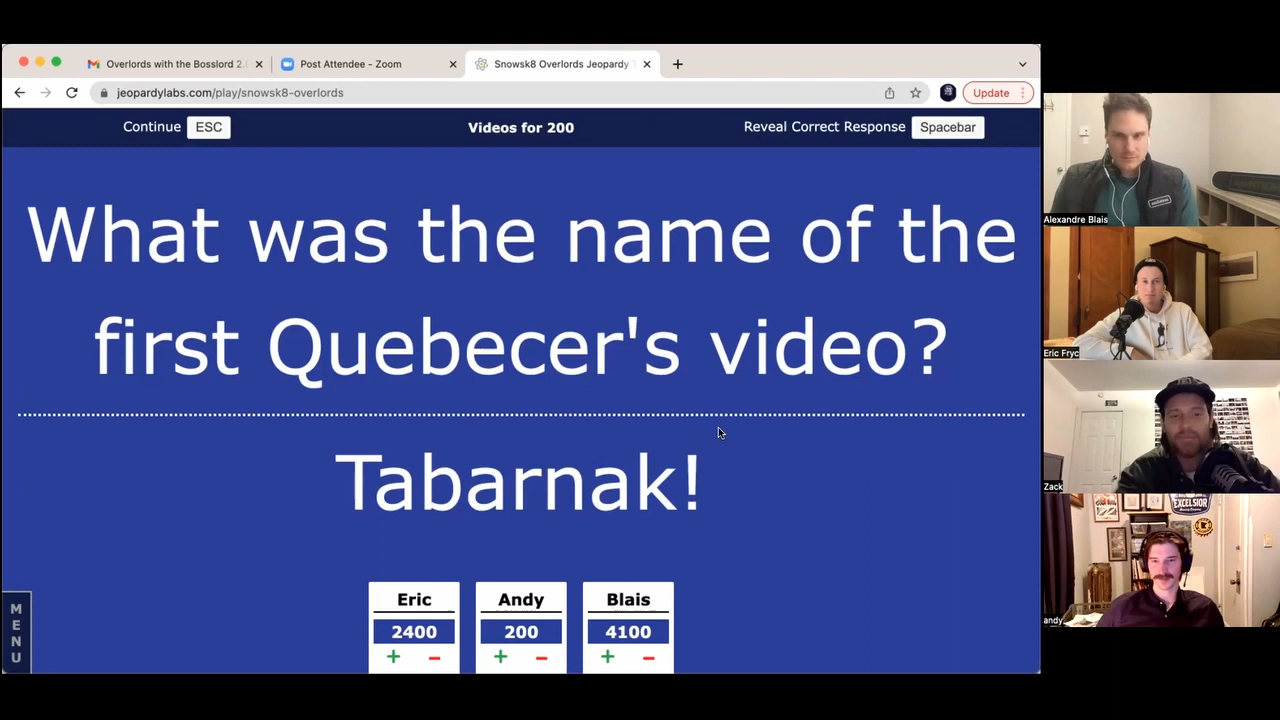 Overlords with the Bosslord 2.
Post Attendee - Zoom
Snowsk8 Overlords Jeopardy
jeopardylabs.com/play/snowsk8-overlords
Update
Continue ESC
Videos for 200
Reveal Correct Response Spacebar
What was the name of the
first Quebecer's video?
Tabarnak!
MENU
Eric
2400
+ −
Andy
200
+ −
Blais
4100
+ −
Alexandre Blais
Eric Fryc
Zack
EXCELSIOR
andy